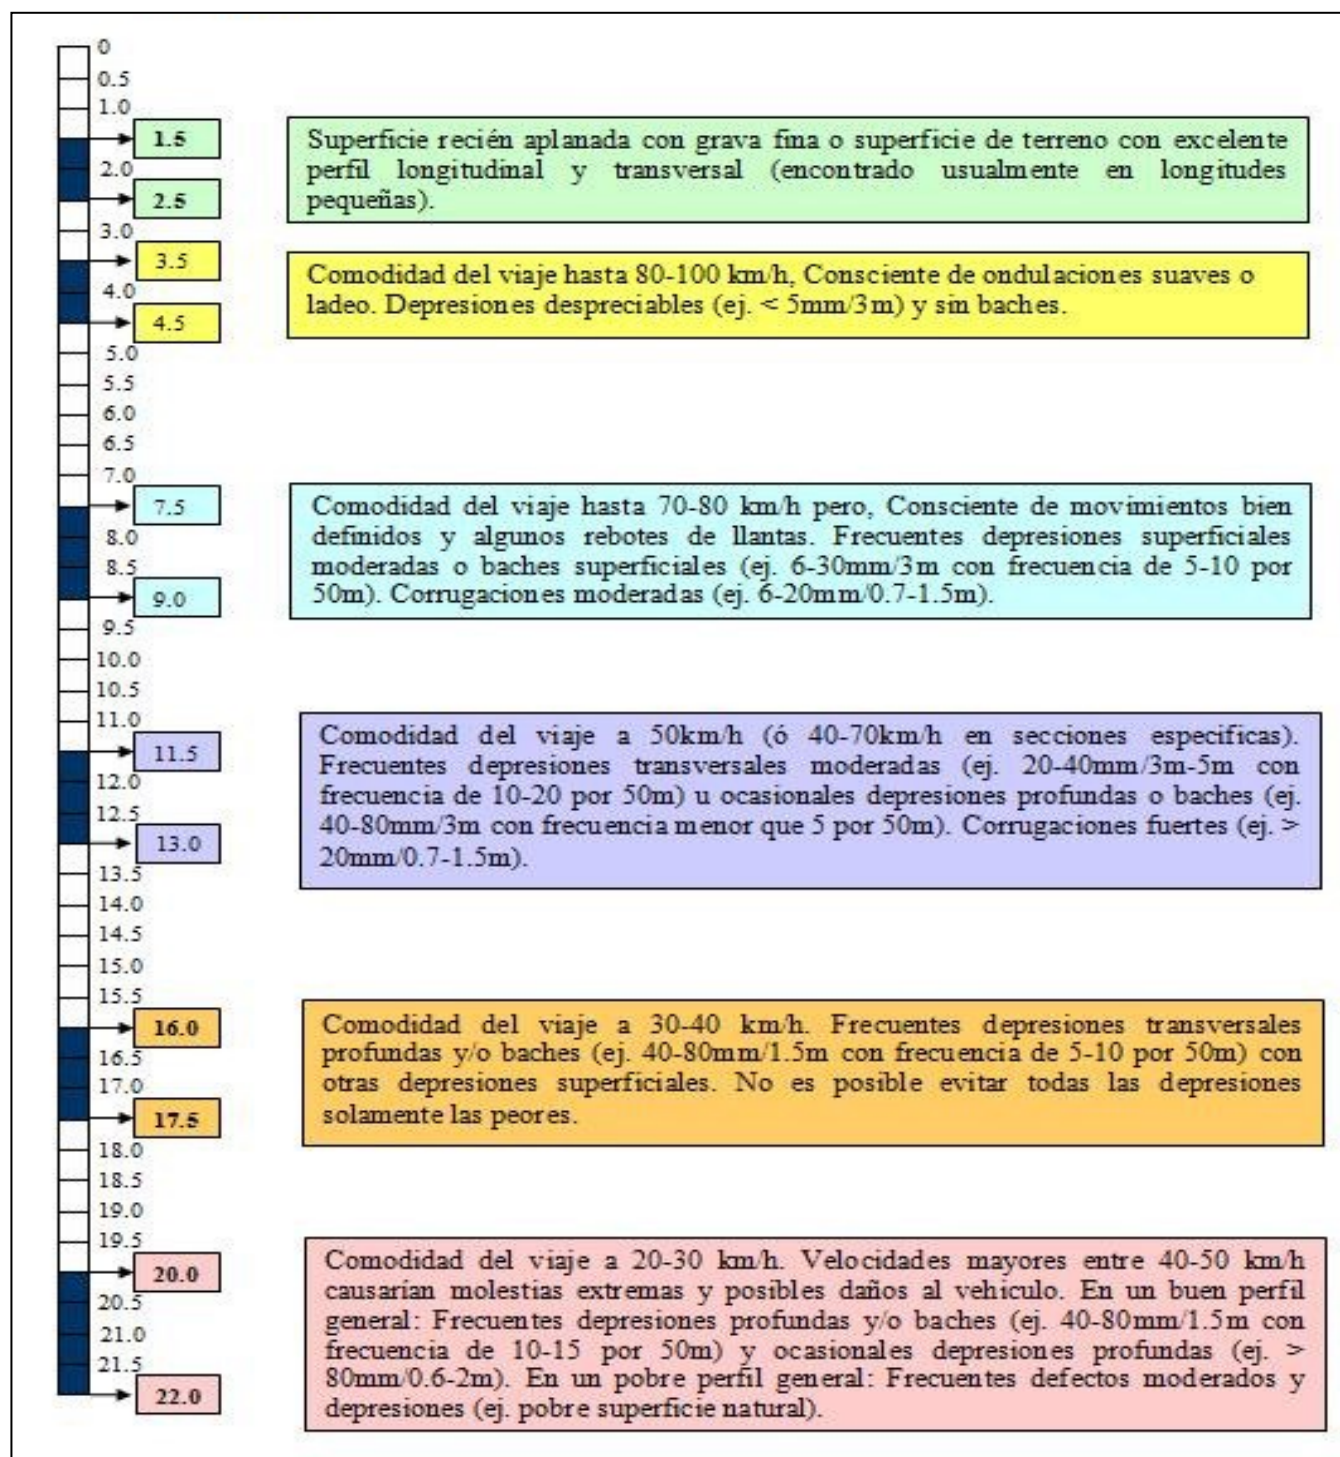 0
0.5
1.0
1.5
2.0
2.5
3.0
3.5
4.0
4.5
5.0
5.5
6.0
6.5
7.0
7.5
8.0
8.5
9.0
9.5
10.0
10.5
11.0
11.5
12.0
12.5
13.0
13.5
14.0
14.5
15.0
15.5
16.0
16.5
17.0
17.5
18.0
18.5
19.0
19.5
20.0
20.5
21.0
21.5
22.0
Superficie recién aplanada con grava fina o superficie de terreno con excelente
perfil longitudinal y transversal (encontrado usualmente en longitudes
pequeñas).
Comodidad del viaje hasta 80-100 km/h, Consciente de ondulaciones suaves o
ladeo. Depresiones despreciables (ej. < 5mm/3m) y sin baches.
Comodidad del viaje hasta 70-80 km/h pero, Consciente de movimientos bien
definidos y algunos rebotes de llantas. Frecuentes depresiones superficiales
moderadas o baches superficiales (ej. 6-30mm/3m con frecuencia de 5-10 por
50m). Corrugaciones moderadas (ej. 6-20mm/0.7-1.5m).
Comodidad del viaje a 50km/h (ó 40-70km/h en secciones especificas).
Frecuentes depresiones transversales moderadas (ej. 20-40mm/3m-5m con
frecuencia de 10-20 por 50m) u ocasionales depresiones profundas o baches (ej.
40-80mm/3m con frecuencia menor que 5 por 50m). Corrugaciones fuertes (ej. >
20mm/0.7-1.5m).
Comodidad del viaje a 30-40 km/h. Frecuentes depresiones transversales
profundas y/o baches (ej. 40-80mm/1.5m con frecuencia de 5-10 por 50m) con
otras depresiones superficiales. No es posible evitar todas las depresiones
solamente las peores.
Comodidad del viaje a 20-30 km/h. Velocidades mayores entre 40-50 km/h
causarían molestias extremas y posibles daños al vehiculo. En un buen perfil
general: Frecuentes depresiones profundas y/o baches (ej. 40-80mm/1.5m con
frecuencia de 10-15 por 50m) y ocasionales depresiones profundas (ej. >
80mm/0.6-2m). En un pobre perfil general: Frecuentes defectos moderados y
depresiones (ej. pobre superficie natural).